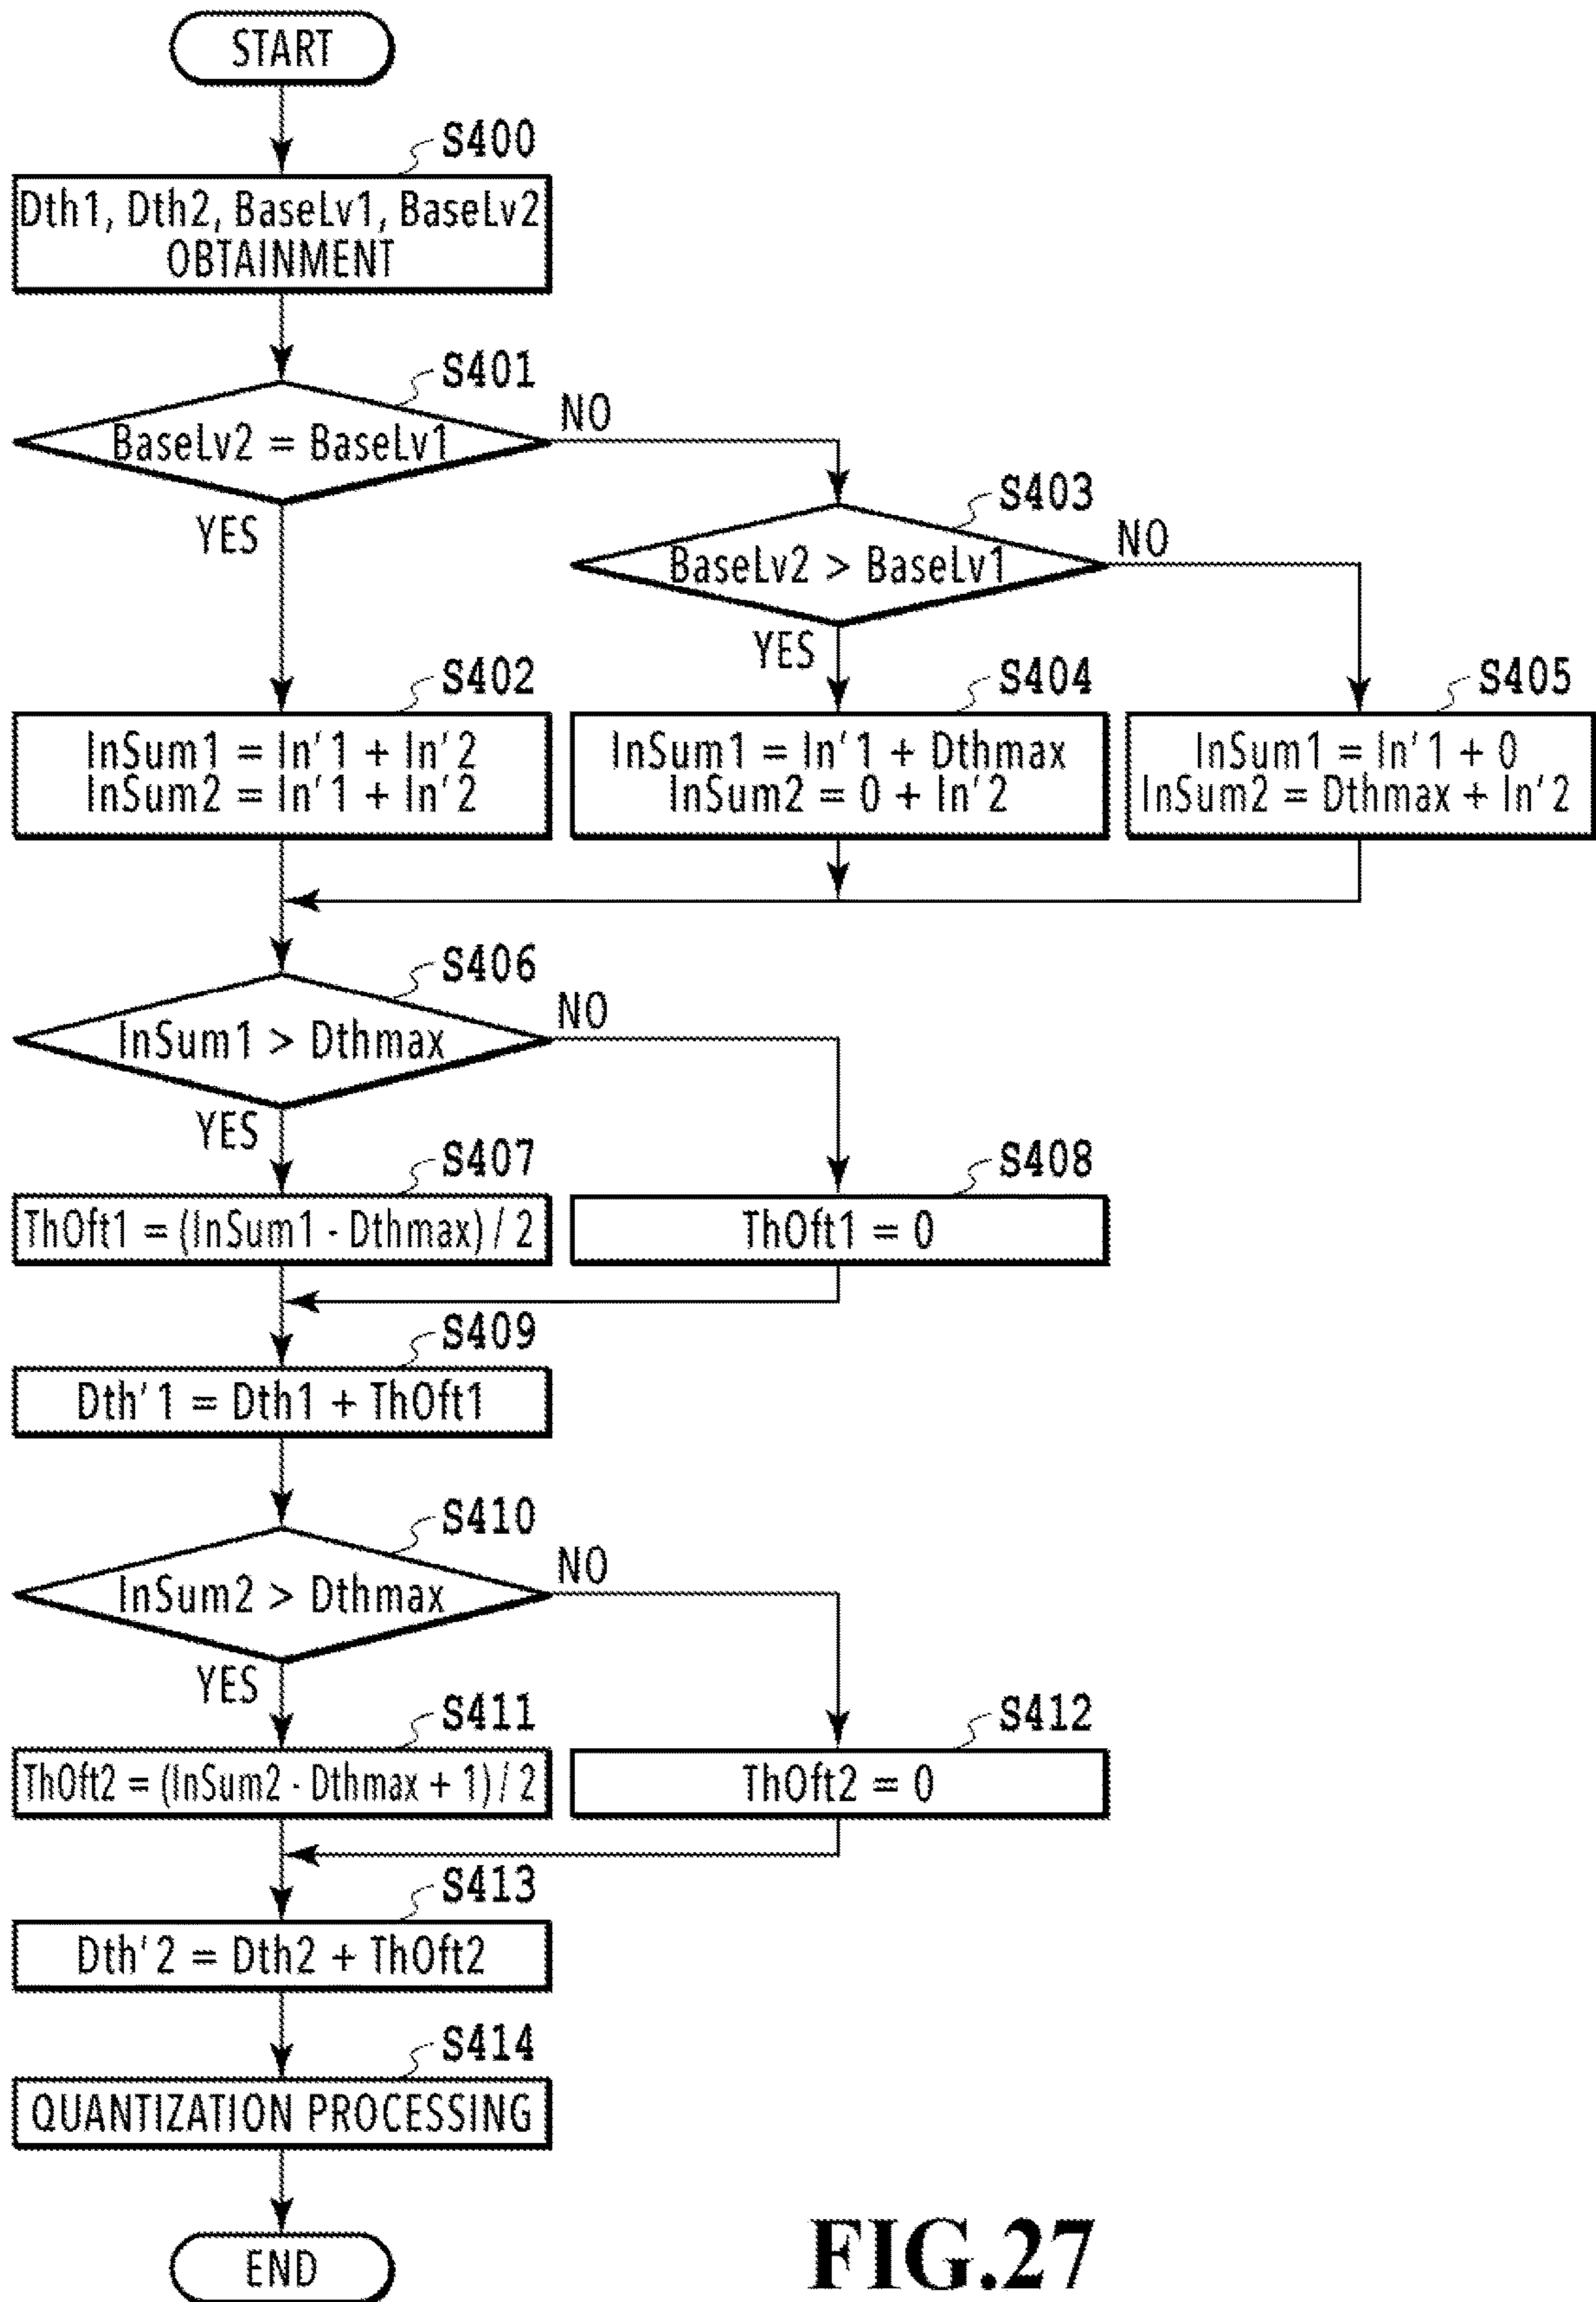 START
S400
Dth1, Dth2, BaseLv1, BaseLv2
OBTAINMENT
S401
BaseLv2 = BaseLv1
NO
YES
S403
BaseLv2 > BaseLv1
NO
YES
S402
InSum1 = In'1 + In'2
InSum2 = In'1 + In'2
S404
InSum1 = In'1 + Dthmax
InSum2 = 0 + In'2
S405
InSum1 = In'1 + 0
InSum2 = Dthmax + In'2
S406
InSum1 > Dthmax
NO
YES
S407
ThOft1 = (InSum1 - Dthmax) / 2
S408
ThOft1 = 0
S409
Dth'1 = Dth1 + ThOft1
S410
InSum2 > Dthmax
NO
YES
S411
ThOft2 = (InSum2 - Dthmax + 1) / 2
S412
ThOft2 = 0
S413
Dth'2 = Dth2 + ThOft2
S414
QUANTIZATION PROCESSING
END
FIG.27